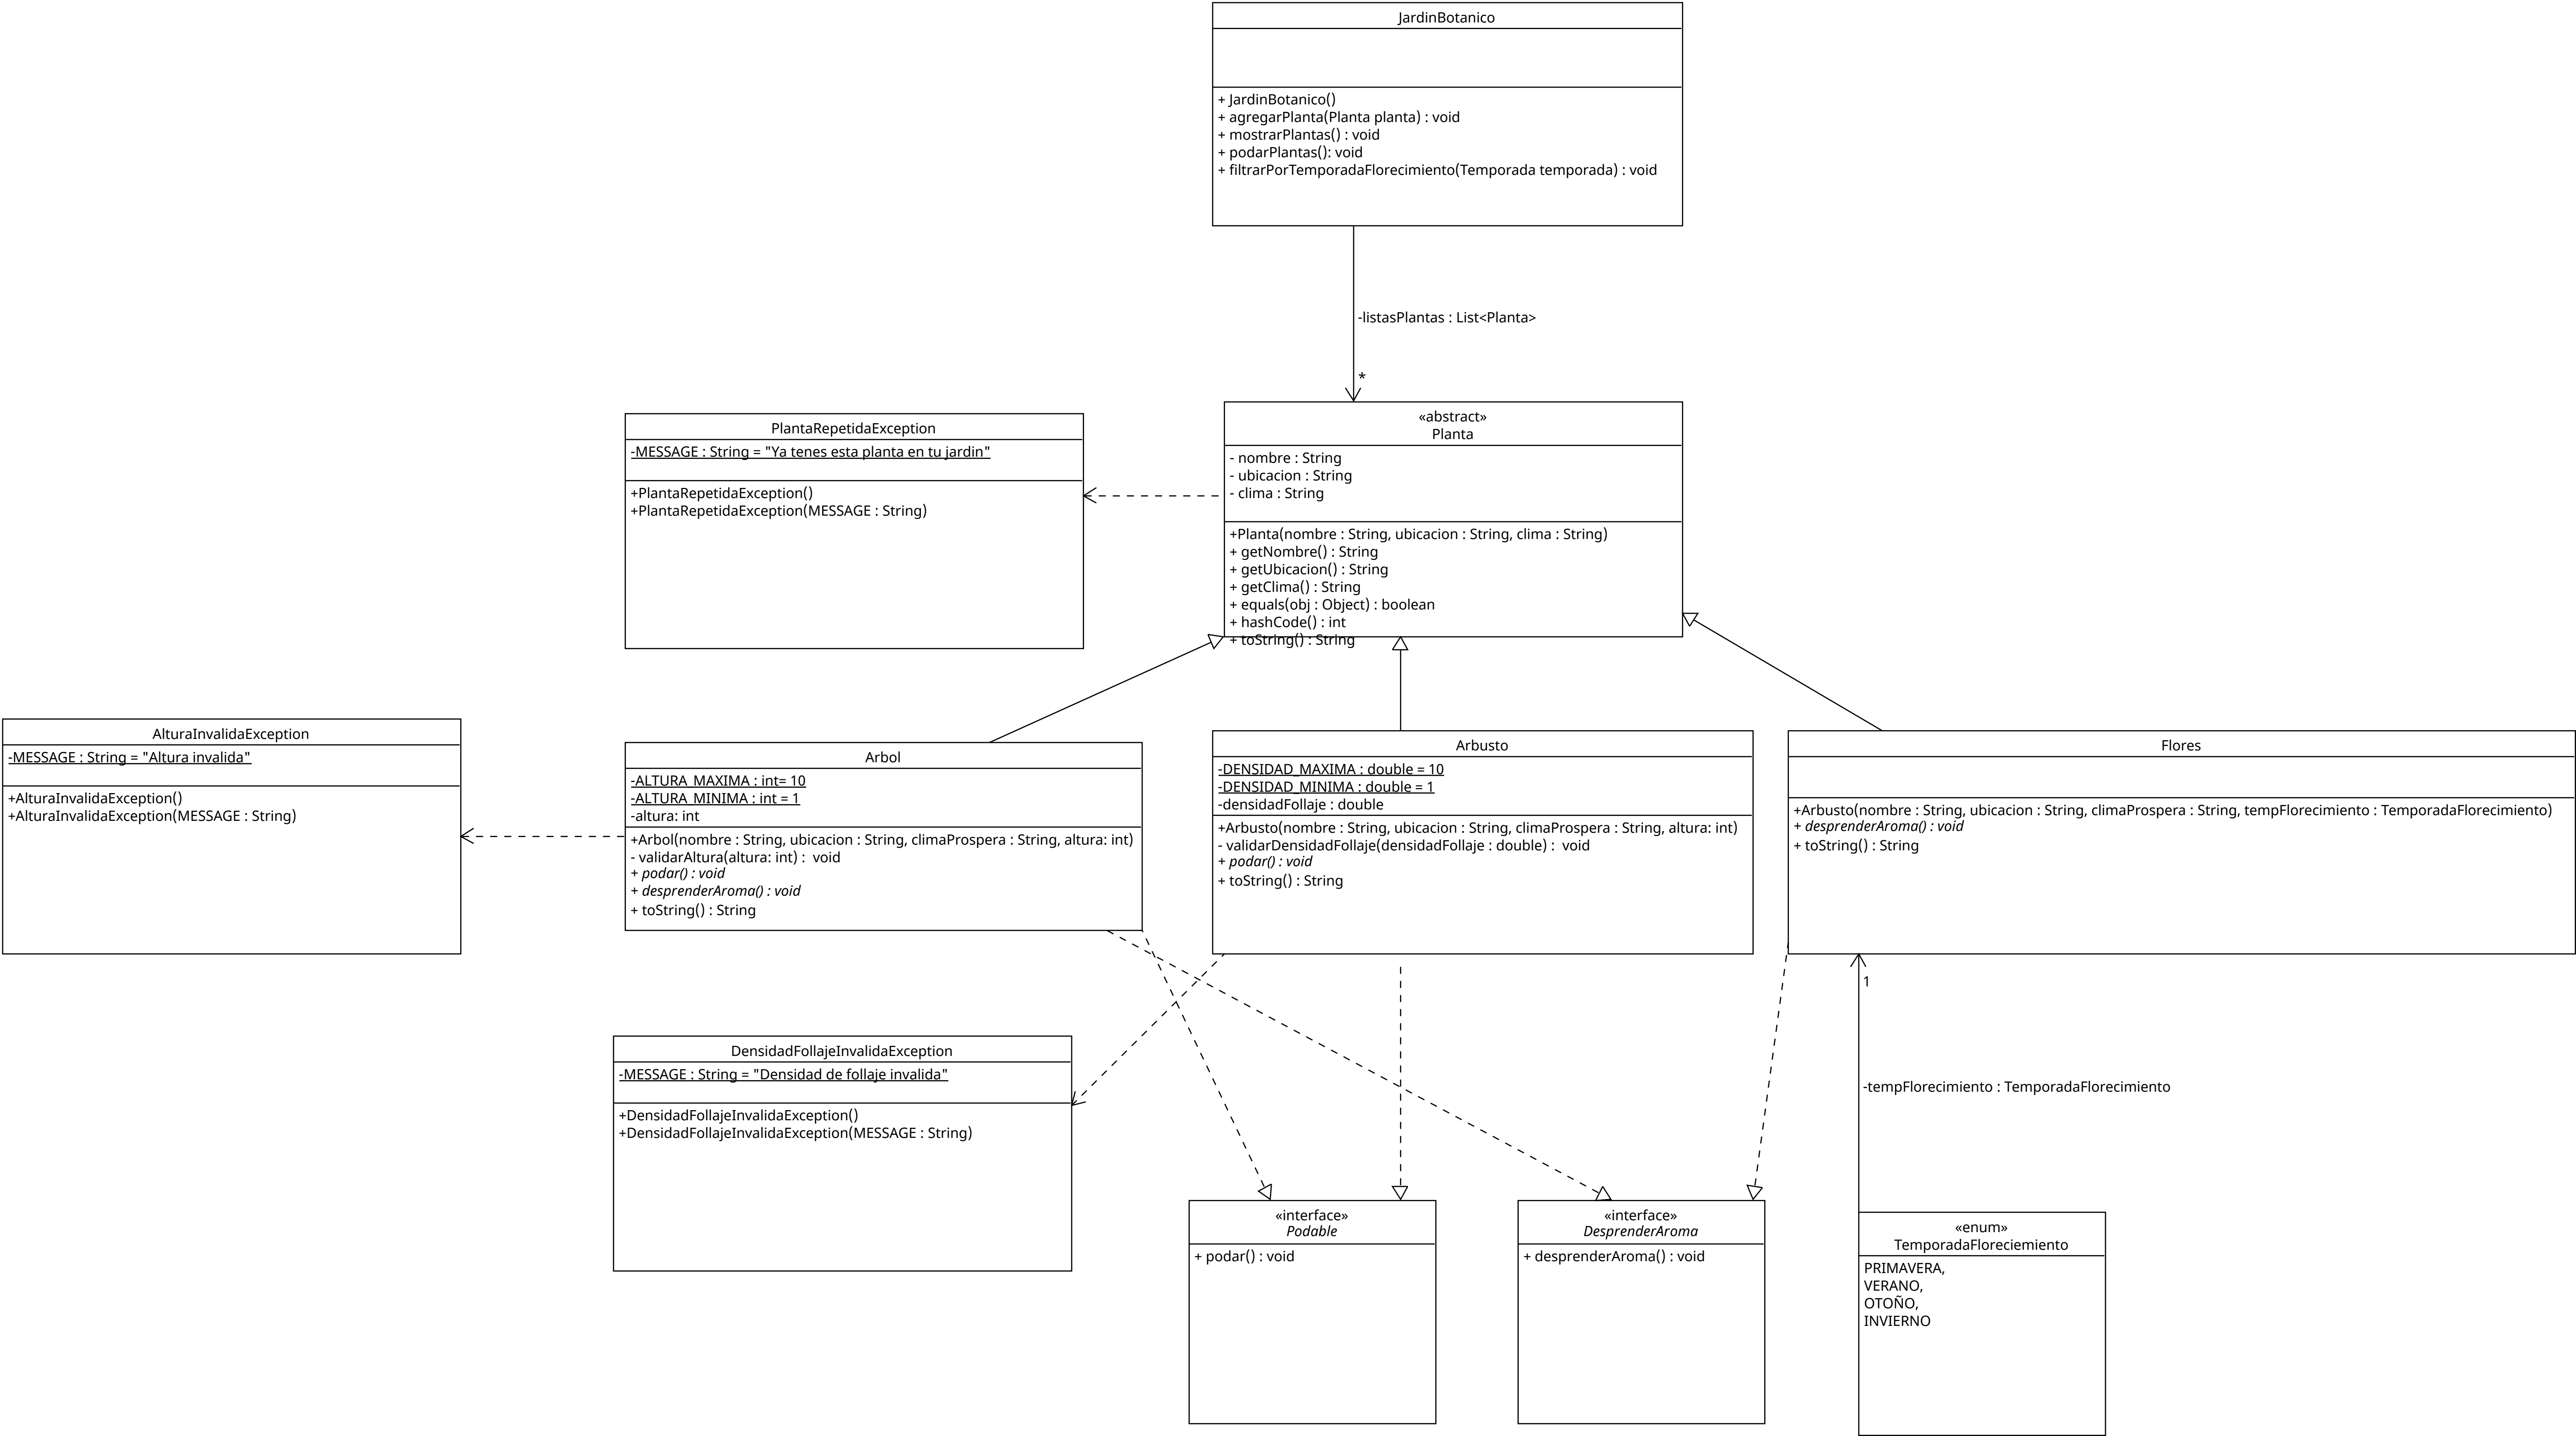 JardinBotanico
+ JardinBotanico()
+ agregarPlanta(Planta planta) : void
+ mostrarPlantas() : void
+ podarPlantas(): void
+ filtrarPorTemporadaFlorecimiento(Temporada temporada) : void
-listasPlantas : List<Planta>
*
PlantaRepetidaException
-MESSAGE : String = "Ya tenes esta planta en tu jardin"
+PlantaRepetidaException()
+PlantaRepetidaException(MESSAGE : String)
«abstract»
Planta
- nombre : String
- ubicacion : String
- clima : String
+Planta(nombre : String, ubicacion : String, clima : String)
+ getNombre() : String
+ getUbicacion() : String
+ getClima() : String
+ equals(obj : Object) : boolean
+ hashCode() : int
+ toString() : String
AlturaInvalidaException
-MESSAGE : String = "Altura invalida"
+AlturaInvalidaException()
+AlturaInvalidaException(MESSAGE : String)
Arbol
-ALTURA_MAXIMA : int= 10
-ALTURA_MINIMA : int = 1
-altura: int
+Arbol(nombre : String, ubicacion : String, climaProspera : String, altura: int)
- validarAltura(altura: int) :  void
+ podar() : void
+ desprenderAroma() : void
+ toString() : String
Arbusto
-DENSIDAD_MAXIMA : double = 10
-DENSIDAD_MINIMA : double = 1
-densidadFollaje : double
+Arbusto(nombre : String, ubicacion : String, climaProspera : String, altura: int)
- validarDensidadFollaje(densidadFollaje : double) :  void
+ podar() : void
+ toString() : String
Flores
+Arbusto(nombre : String, ubicacion : String, climaProspera : String, tempFlorecimiento : TemporadaFlorecimiento)
+ desprenderAroma() : void
+ toString() : String
1
-tempFlorecimiento : TemporadaFlorecimiento
DensidadFollajeInvalidaException
-MESSAGE : String = "Densidad de follaje invalida"
+DensidadFollajeInvalidaException()
+DensidadFollajeInvalidaException(MESSAGE : String)
«interface»
Podable
+ podar() : void
«interface»
DesprenderAroma
+ desprenderAroma() : void
«enum»
TemporadaFloreciemiento
PRIMAVERA,
VERANO,
OTOÑO,
INVIERNO